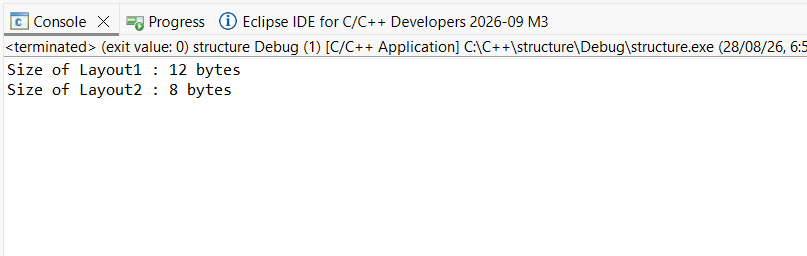 Console Progress Eclipse IDE for C/C++ Developers 2026-09 M3
<terminated> (exit value: 0) structure Debug (1) [C/C++ Application] C:\C++\structure\Debug\structure.exe (28/08/26, 6:5
Size of Layout1 : 12 bytes
Size of Layout2 : 8 bytes